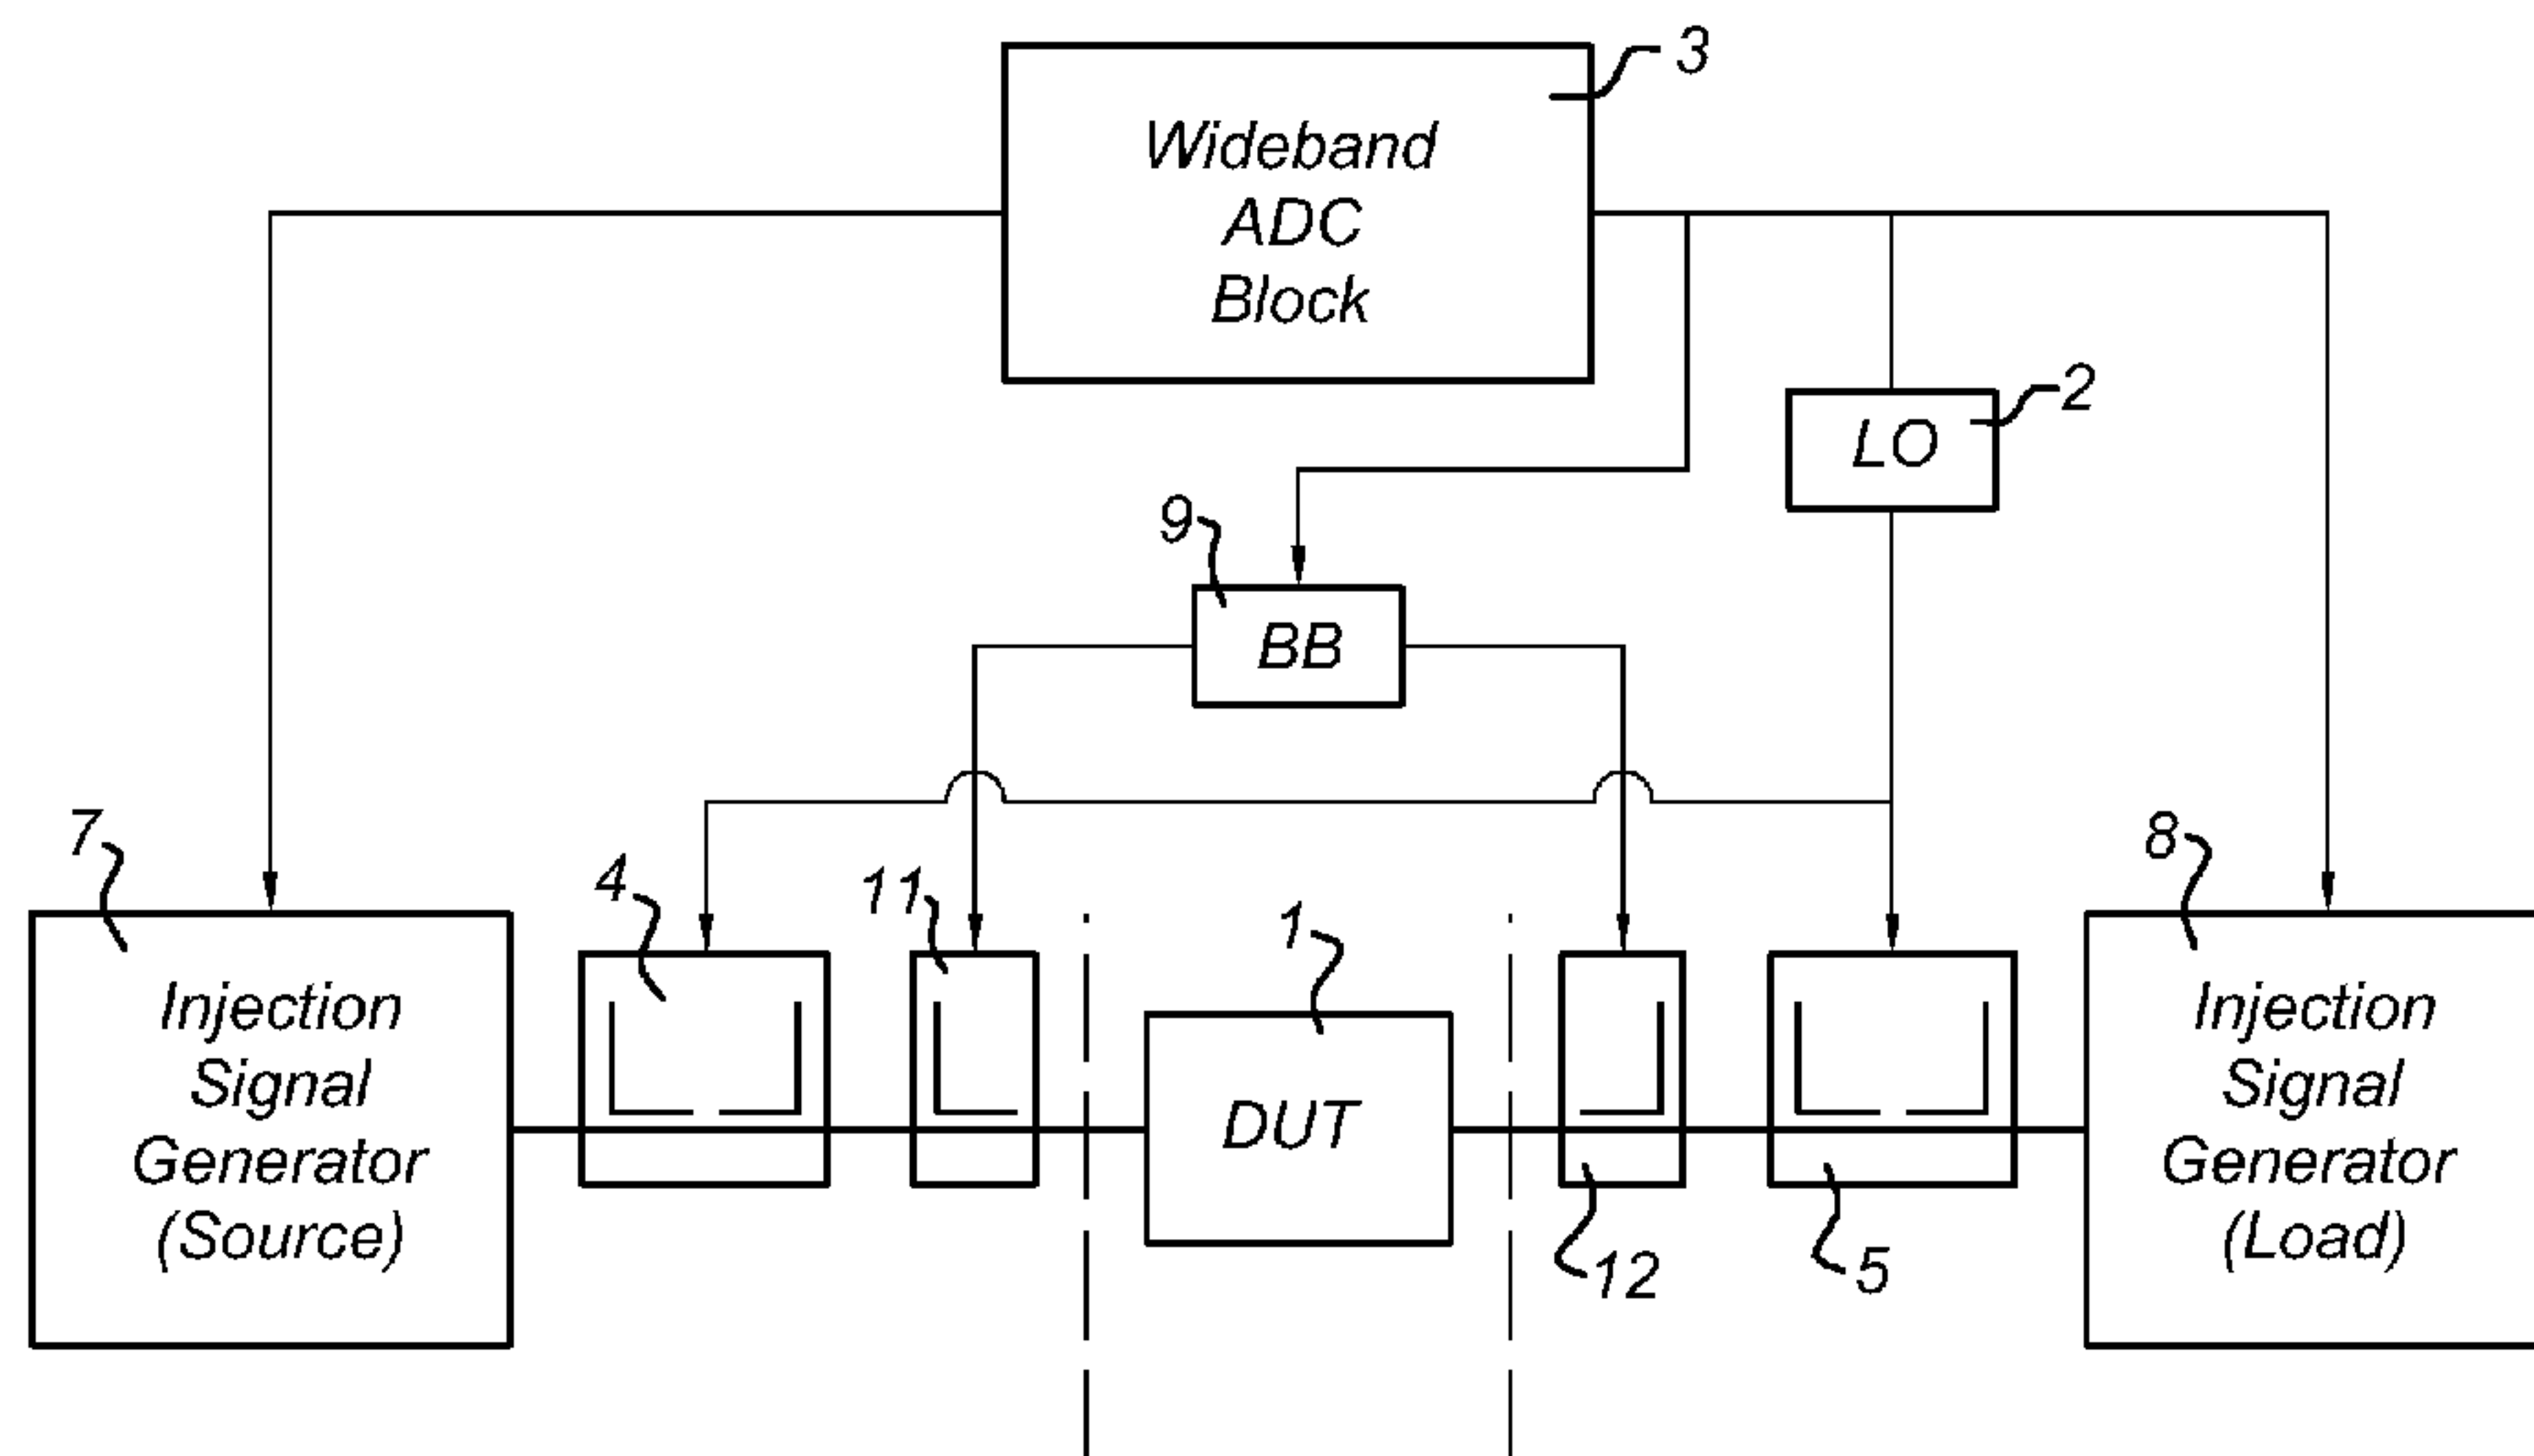 3
Wideband
ADC
Block
2
LO
9
BB
7
4
11
1
8
Injection
Signal
Generator
(Source)
DUT
Injection
Signal
Generator
(Load)
12
5